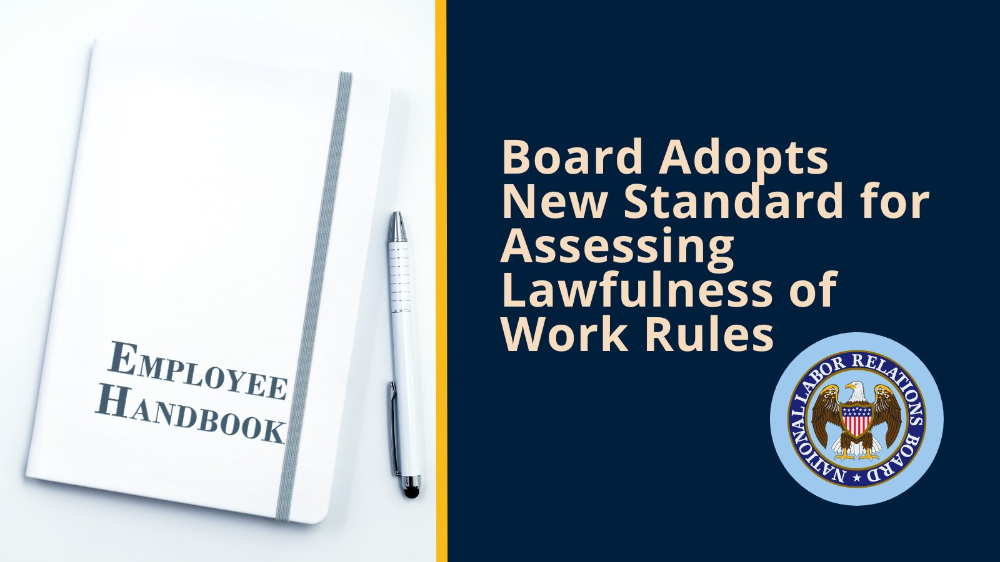 EMPLOYEE
HANDBOOK
Board Adopts
New Standard for
Assessing
Lawfulness of
Work Rules
NATIONAL LABOR RELATIONS BOARD ★